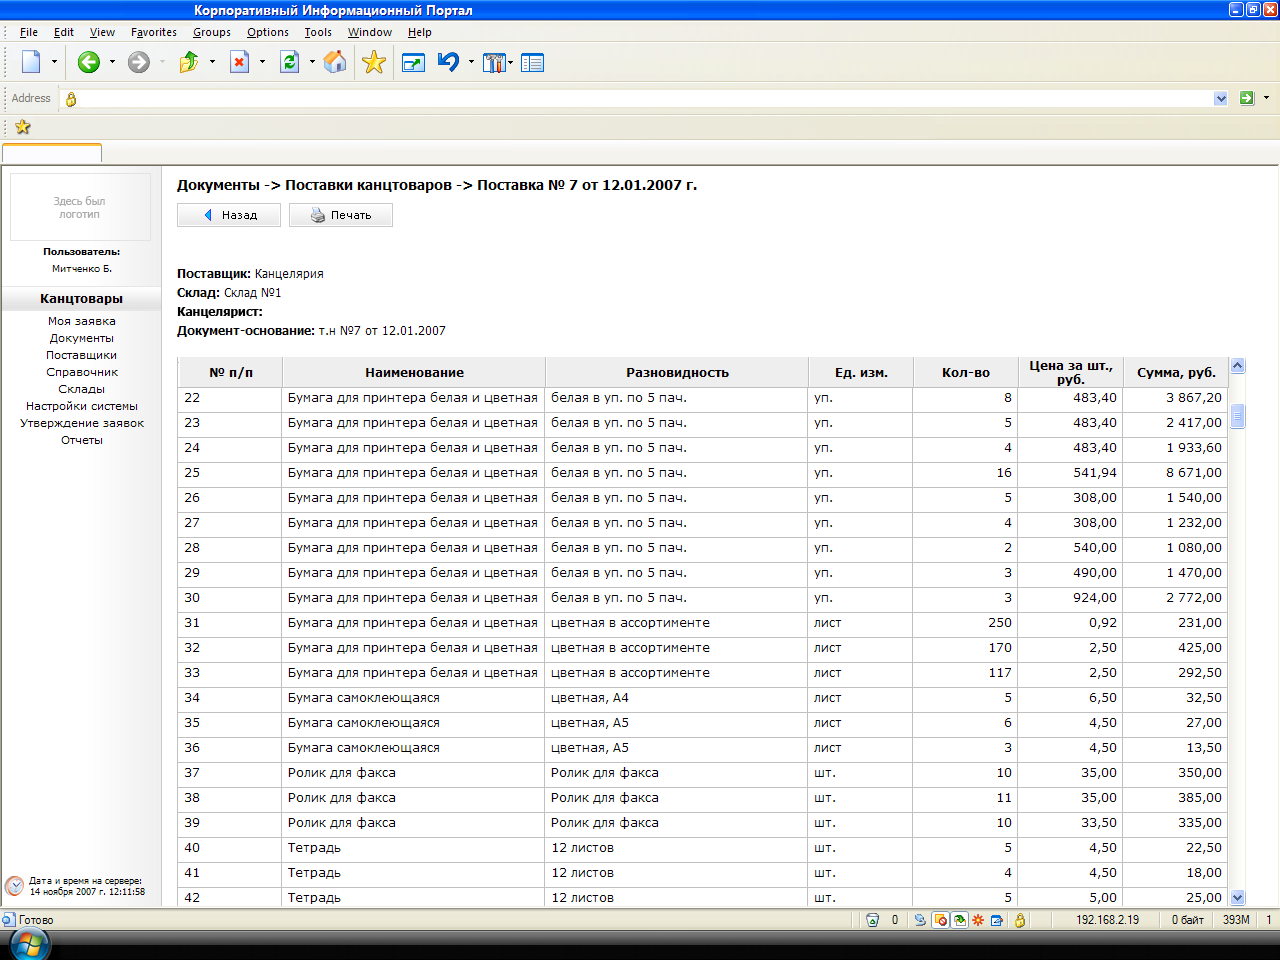 Корпоративный Информационный Портал
File Edit View Favorites Groups Options Tools Window Help
Address
Здесь был
логотип
Пользователь:
Митченко Б.
Канцтовары
Моя заявка
Документы
Поставщики
Справочник
Склады
Настройки системы
Утверждение заявок
Отчеты
Дата и время на сервере:
14 ноября 2007 г. 12:11:58
Документы -> Поставки канцтоваров -> Поставка № 7 от 12.01.2007 г.
Назад Печать
Поставщик: Канцелярия
Склад: Склад №1
Канцелярист:
Документ-основание: т.н №7 от 12.01.2007
№ п/п Наименование Разновидность Ед. изм. Кол-во Цена за шт., руб. Сумма, руб.
22 Бумага для принтера белая и цветная белая в уп. по 5 пач. уп. 8 483,40 3 867,20
23 Бумага для принтера белая и цветная белая в уп. по 5 пач. уп. 5 483,40 2 417,00
24 Бумага для принтера белая и цветная белая в уп. по 5 пач. уп. 4 483,40 1 933,60
25 Бумага для принтера белая и цветная белая в уп. по 5 пач. уп. 16 541,94 8 671,00
26 Бумага для принтера белая и цветная белая в уп. по 5 пач. уп. 5 308,00 1 540,00
27 Бумага для принтера белая и цветная белая в уп. по 5 пач. уп. 4 308,00 1 232,00
28 Бумага для принтера белая и цветная белая в уп. по 5 пач. уп. 2 540,00 1 080,00
29 Бумага для принтера белая и цветная белая в уп. по 5 пач. уп. 3 490,00 1 470,00
30 Бумага для принтера белая и цветная белая в уп. по 5 пач. уп. 3 924,00 2 772,00
31 Бумага для принтера белая и цветная цветная в ассортименте лист 250 0,92 231,00
32 Бумага для принтера белая и цветная цветная в ассортименте лист 170 2,50 425,00
33 Бумага для принтера белая и цветная цветная в ассортименте лист 117 2,50 292,50
34 Бумага самоклеющаяся цветная, А4 лист 5 6,50 32,50
35 Бумага самоклеющаяся цветная, А5 лист 6 4,50 27,00
36 Бумага самоклеющаяся цветная, А5 лист 3 4,50 13,50
37 Ролик для факса Ролик для факса шт. 10 35,00 350,00
38 Ролик для факса Ролик для факса шт. 11 35,00 385,00
39 Ролик для факса Ролик для факса шт. 10 33,50 335,00
40 Тетрадь 12 листов шт. 5 4,50 22,50
41 Тетрадь 12 листов шт. 4 4,50 18,00
42 Тетрадь 12 листов шт. 5 5,00 25,00
Готово 0 192.168.2.19 0 байт 393M 1